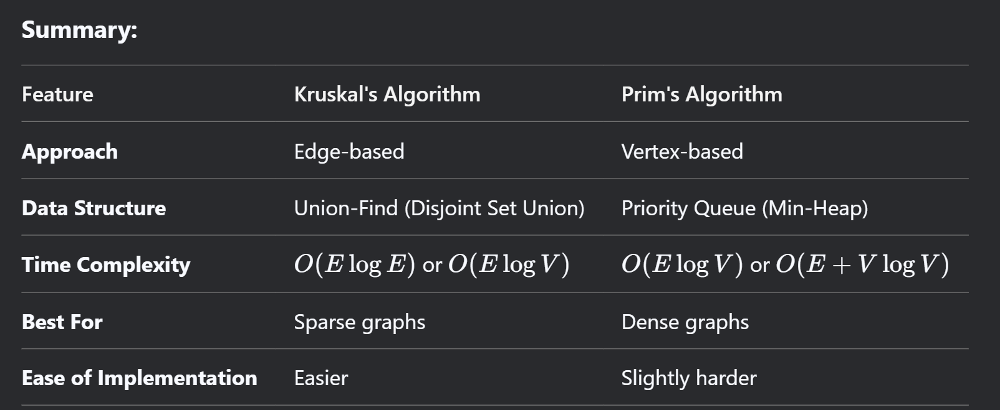 Summary:
Feature Kruskal's Algorithm Prim's Algorithm
Approach Edge-based Vertex-based
Data Structure Union-Find (Disjoint Set Union) Priority Queue (Min-Heap)
Time Complexity O(E log E) or O(E log V) O(E log V) or O(E + V log V)
Best For Sparse graphs Dense graphs
Ease of Implementation Easier Slightly harder